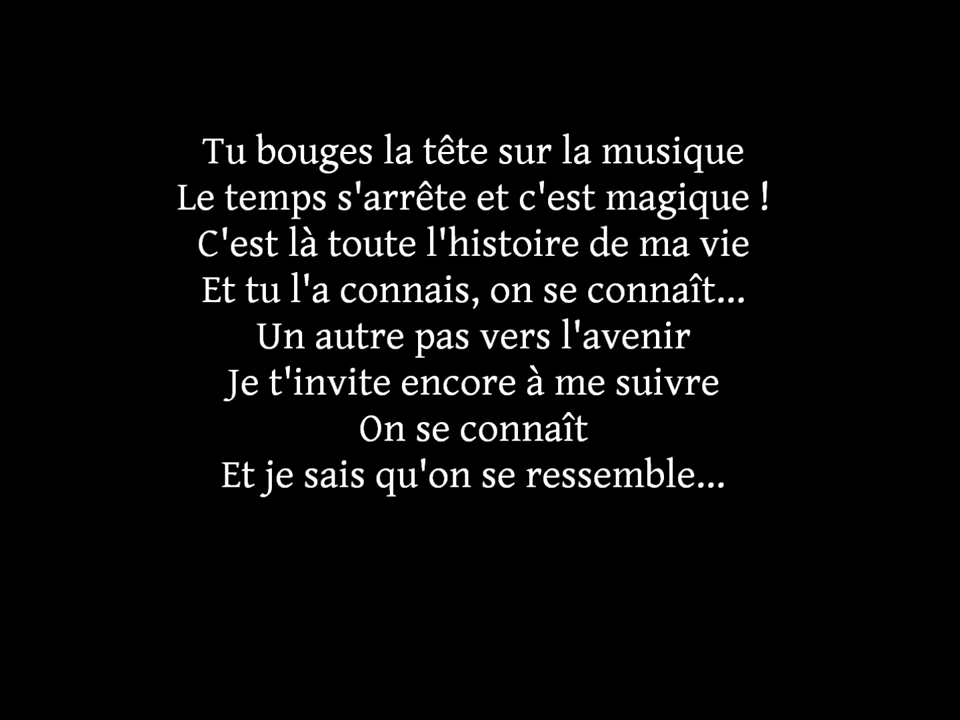 Tu bouges la tête sur la musique
Le temps s'arrête et c'est magique !
C'est là toute l'histoire de ma vie
Et tu l'a connais, on se connaît...
Un autre pas vers l'avenir
Je t'invite encore à me suivre
On se connaît
Et je sais qu'on se ressemble...